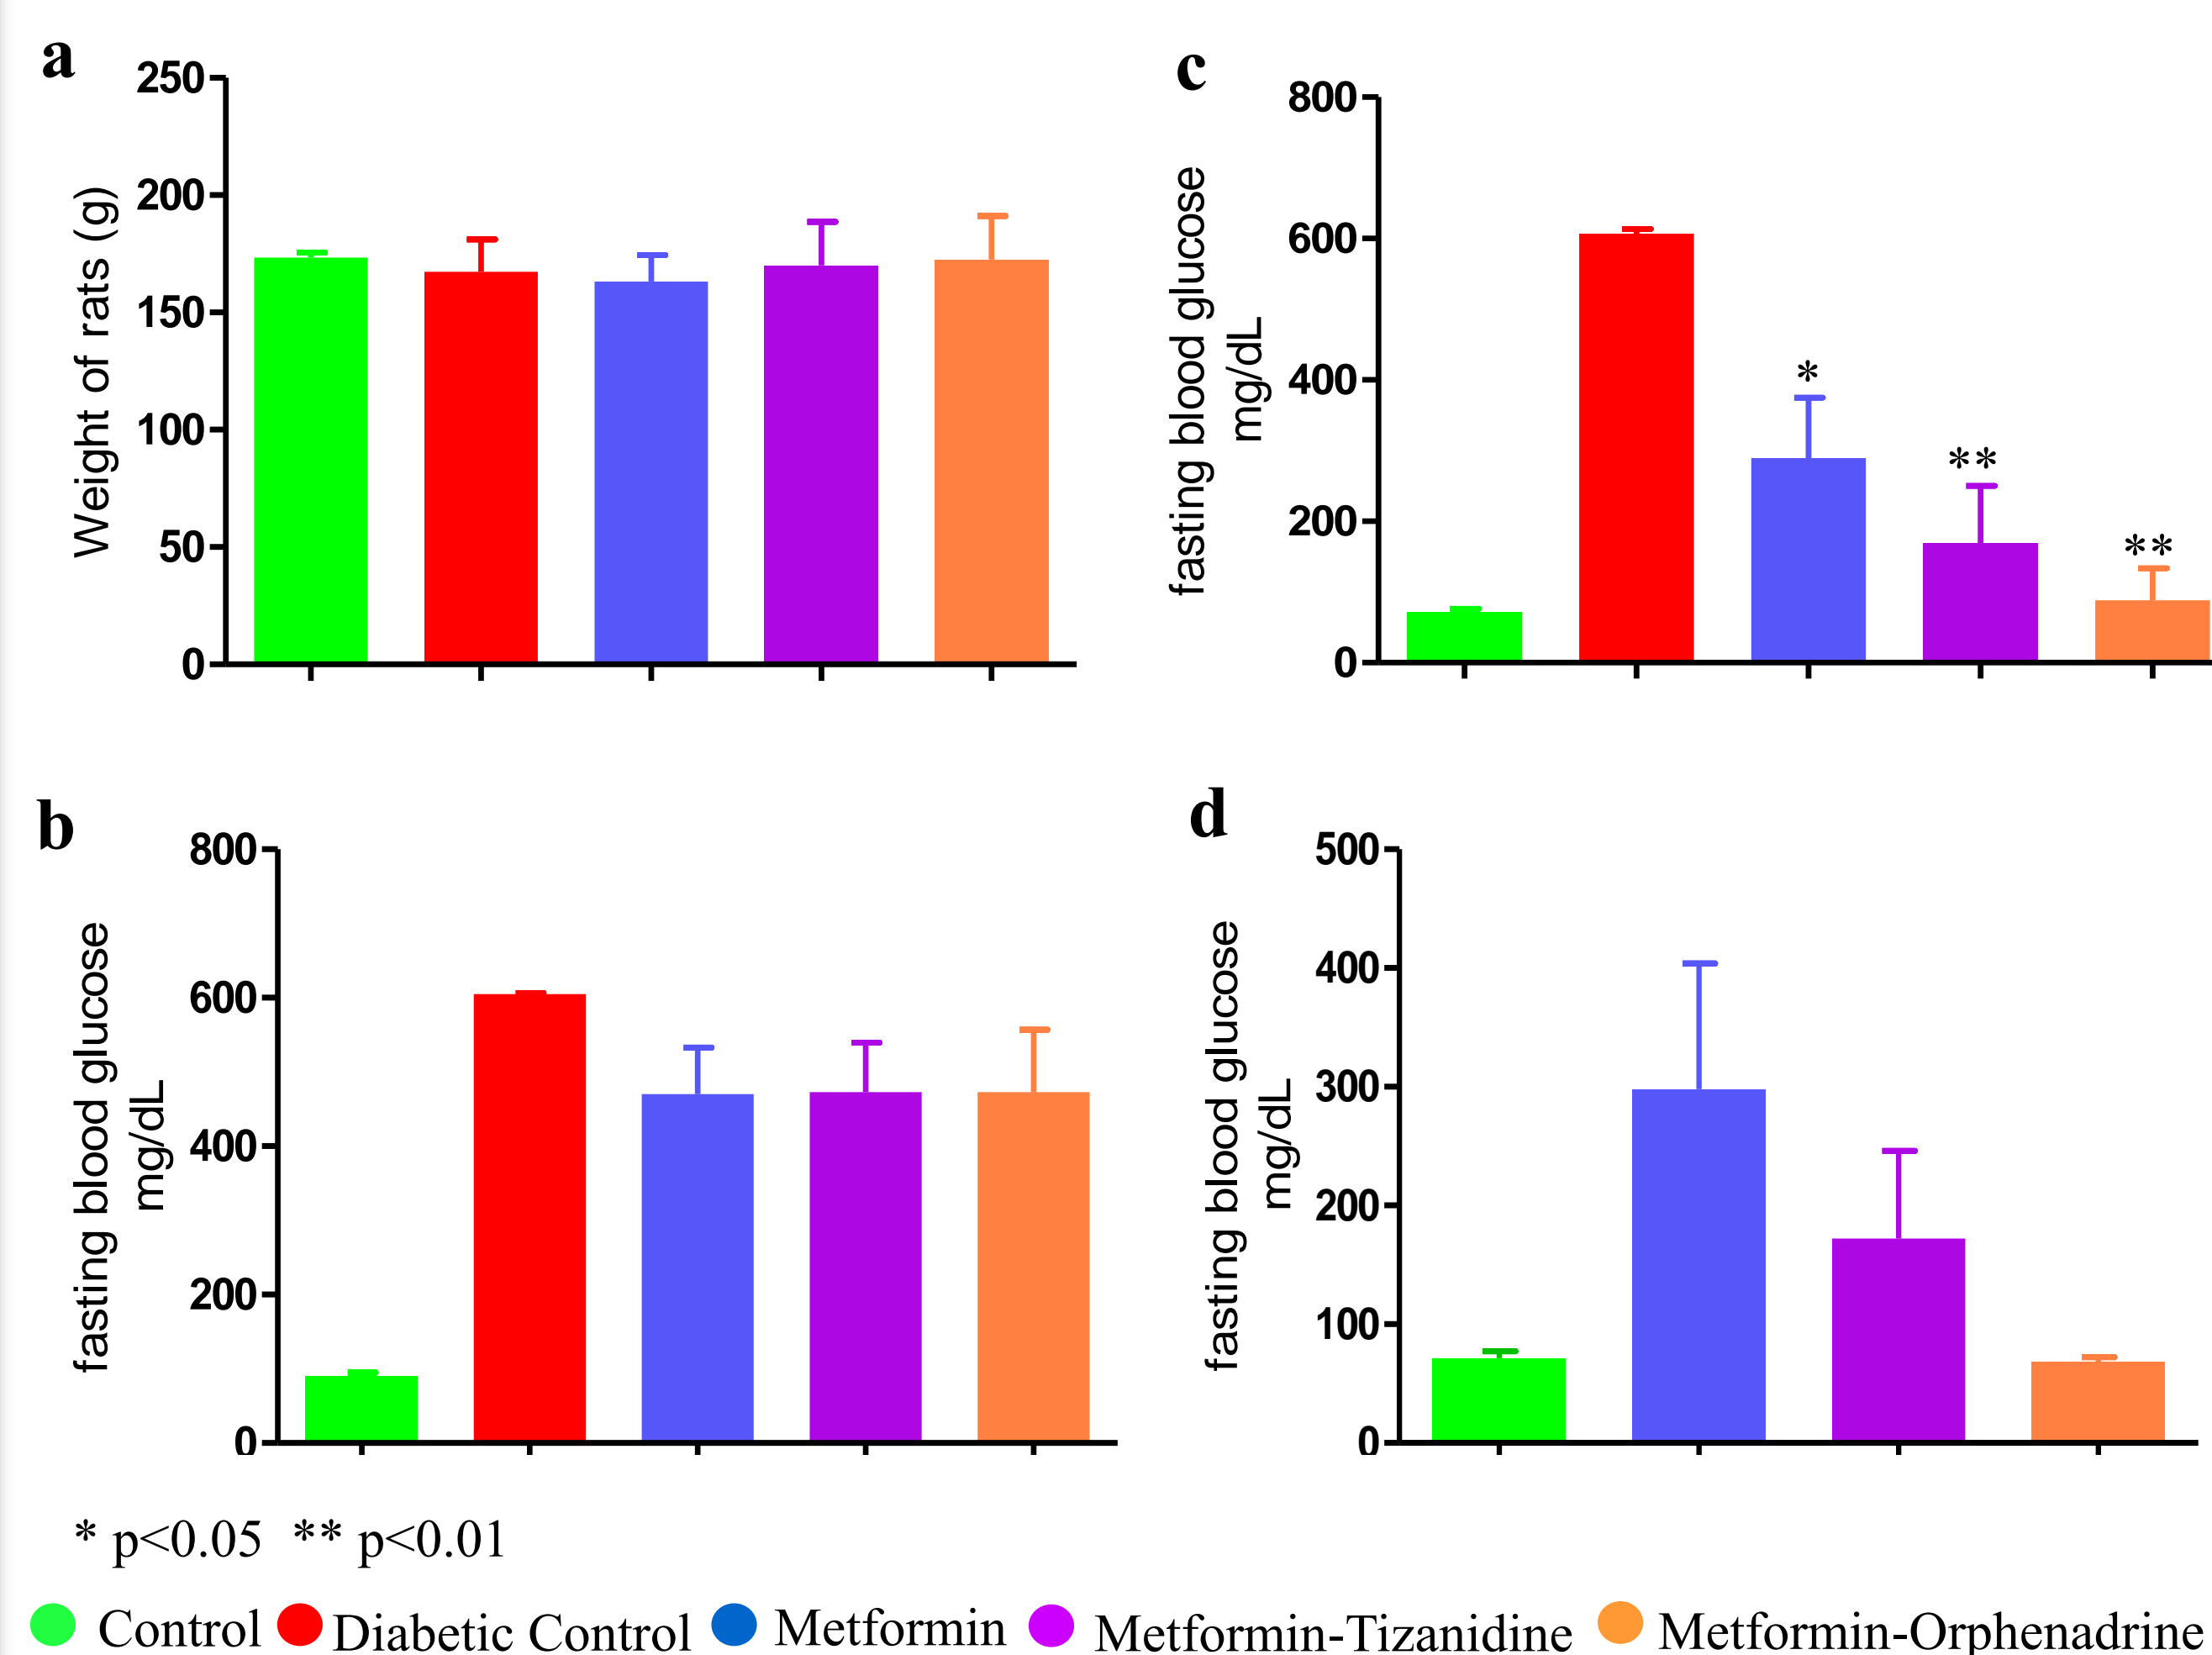 a
250
200
150
100
50
0
Weight of rats (g)
c
800
600
400
200
0
fasting blood glucose
mg/dL
*
**
**
b
800
600
400
200
0
fasting blood glucose
mg/dL
d
500
400
300
200
100
0
fasting blood glucose
mg/dL
* p<0.05 ** p<0.01
Control Diabetic Control Metformin Metformin-Tizanidine Metformin-Orphenadrine